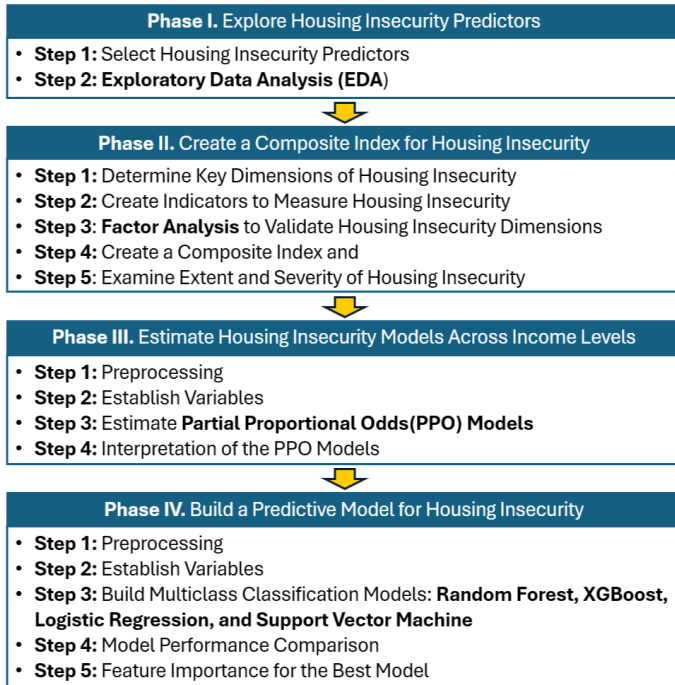 Phase I. Explore Housing Insecurity Predictors
• Step 1: Select Housing Insecurity Predictors
• Step 2: Exploratory Data Analysis (EDA)
Phase II. Create a Composite Index for Housing Insecurity
• Step 1: Determine Key Dimensions of Housing Insecurity
• Step 2: Create Indicators to Measure Housing Insecurity
• Step 3: Factor Analysis to Validate Housing Insecurity Dimensions
• Step 4: Create a Composite Index and
• Step 5: Examine Extent and Severity of Housing Insecurity
Phase III. Estimate Housing Insecurity Models Across Income Levels
• Step 1: Preprocessing
• Step 2: Establish Variables
• Step 3: Estimate Partial Proportional Odds(PPO) Models
• Step 4: Interpretation of the PPO Models
Phase IV. Build a Predictive Model for Housing Insecurity
• Step 1: Preprocessing
• Step 2: Establish Variables
• Step 3: Build Multiclass Classification Models: Random Forest, XGBoost,
Logistic Regression, and Support Vector Machine
• Step 4: Model Performance Comparison
• Step 5: Feature Importance for the Best Model